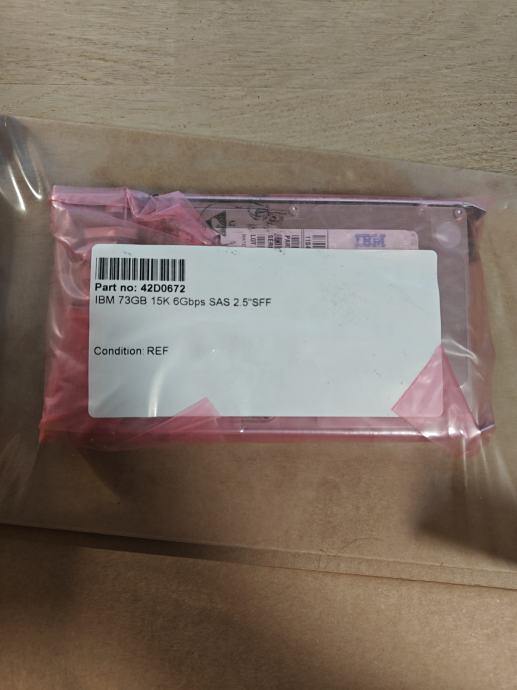 IBM
Part no: 42D0672
IBM 73GB 15K 6Gbps SAS 2.5"SFF
Condition: REF